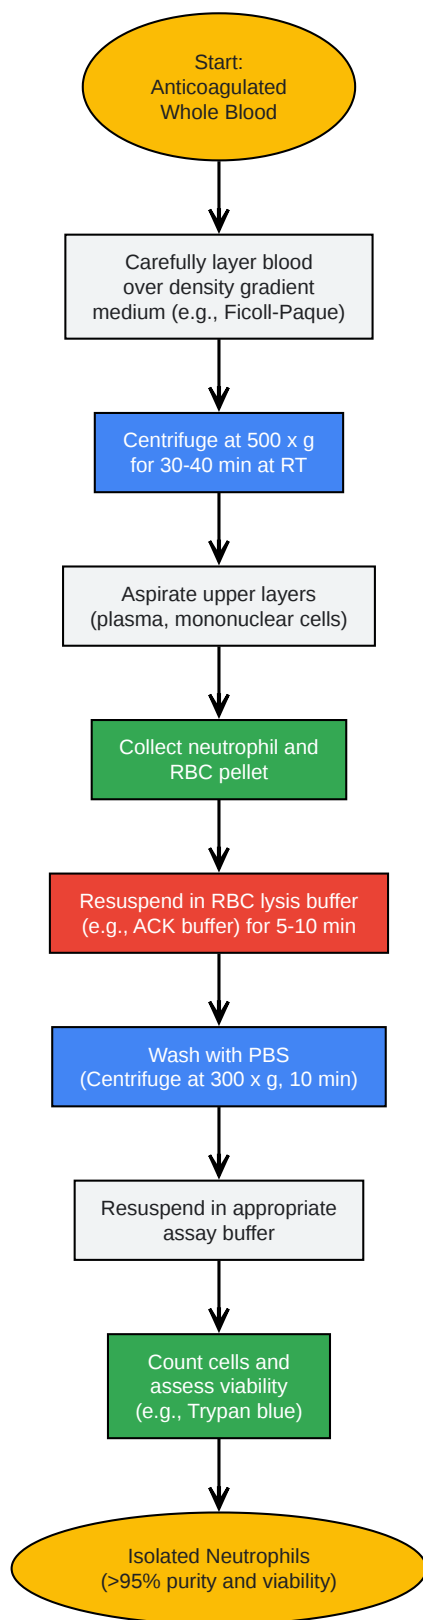 Start:
Anticoagulated
Whole Blood
Carefully layer blood
over density gradient
medium (e.g., Ficoll-Paque)
Centrifuge at 500 x g
for 30-40 min at RT
Aspirate upper layers
(plasma, mononuclear cells)
Collect neutrophil and
RBC pellet
Resuspend in RBC lysis buffer
(e.g., ACK buffer) for 5-10 min
Wash with PBS
(Centrifuge at 300 x g, 10 min)
Resuspend in appropriate
assay buffer
Count cells and
assess viability
(e.g., Trypan blue)
Isolated Neutrophils
(>95% purity and viability)